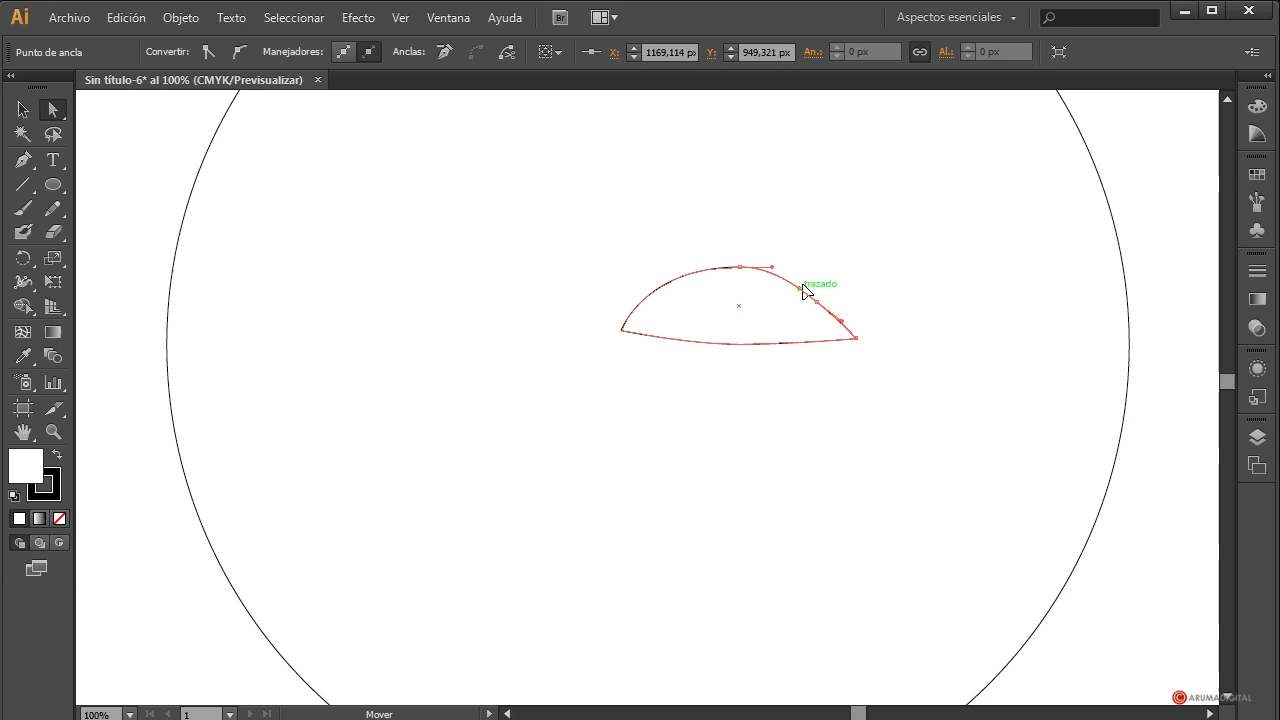 Ai Archivo Edición Objeto Texto Seleccionar Efecto Ver Ventana Ayuda Br Aspectos esenciales
Punto de ancla Convertir: Manejadores: Anclas: X: 1169,114 px Y: 949,321 px An.: 0 px Al.: 0 px
Sin título-6* al 100% (CMYK/Previsualizar)
trazado
ARUMADIGITAL
100% 1 Mover